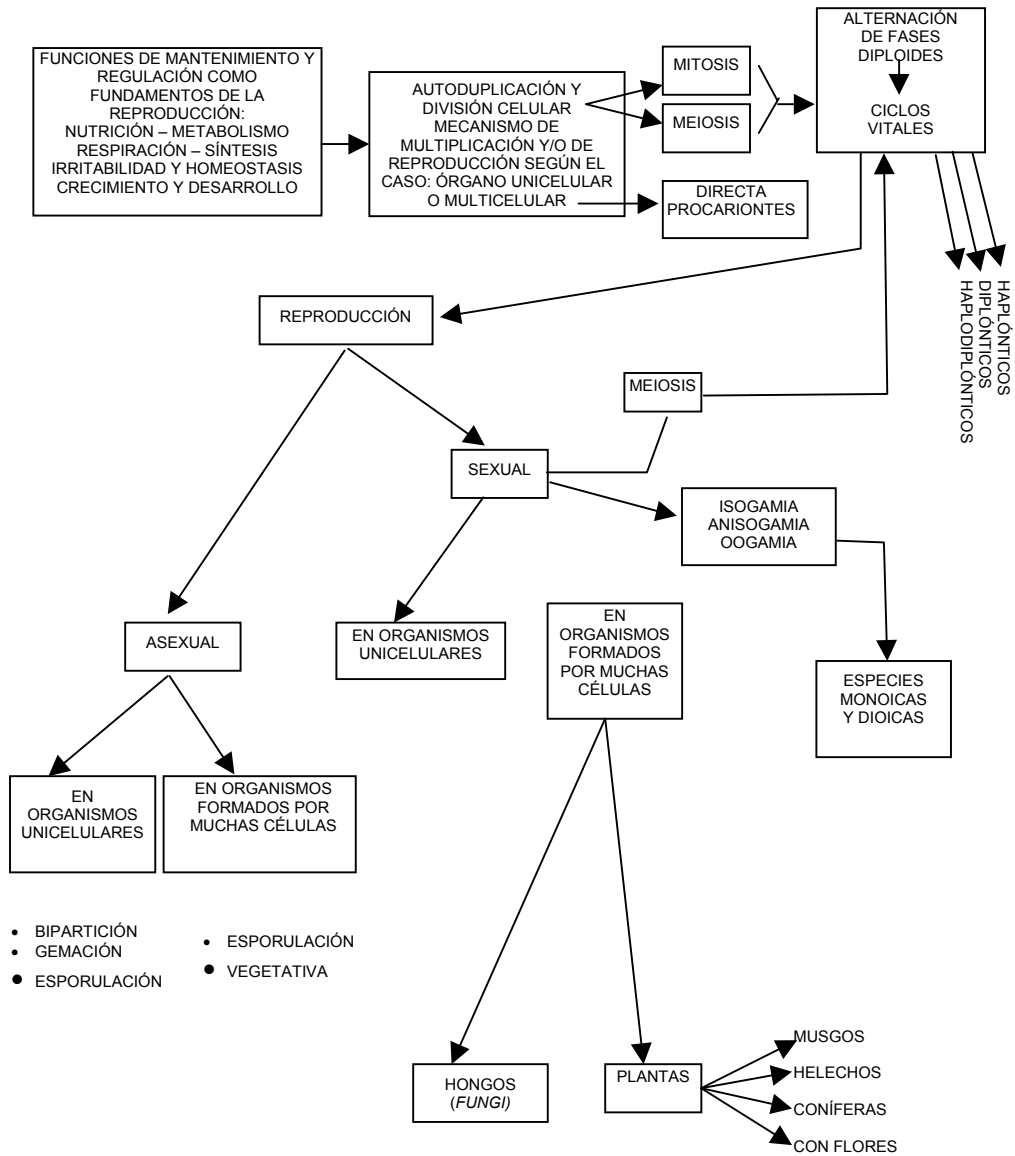 FUNCIONES DE MANTENIMIENTO Y
REGULACIÓN COMO
FUNDAMENTOS DE LA
REPRODUCCIÓN:
NUTRICIÓN – METABOLISMO
RESPIRACIÓN – SÍNTESIS
IRRITABILIDAD Y HOMEOSTASIS
CRECIMIENTO Y DESARROLLO
AUTODUPLICACIÓN Y
DIVISIÓN CELULAR
MECANISMO DE
MULTIPLICACIÓN Y/O DE
REPRODUCCIÓN SEGÚN EL
CASO: ÓRGANO UNICELULAR
O MULTICELULAR
MITOSIS
MEIOSIS
DIRECTA
PROCARIONTES
ALTERNACIÓN
DE FASES
DIPLOIDES
CICLOS
VITALES
HAPLÓNTICOS
DIPLÓNTICOS
HAPLODIPLÓNTICOS
REPRODUCCIÓN
MEIOSIS
SEXUAL
ISOGAMIA
ANISOGAMIA
OOGAMIA
ASEXUAL
EN ORGANISMOS
UNICELULARES
EN
ORGANISMOS
FORMADOS
POR MUCHAS
CÉLULAS
ESPECIES
MONOICAS
Y DIOICAS
EN
ORGANISMOS
UNICELULARES
EN ORGANISMOS
FORMADOS POR
MUCHAS CÉLULAS
• BIPARTICIÓN
• GEMACIÓN
• ESPORULACIÓN
• ESPORULACIÓN
• VEGETATIVA
HONGOS
(FUNGI)
PLANTAS
MUSGOS
HELECHOS
CONÍFERAS
CON FLORES